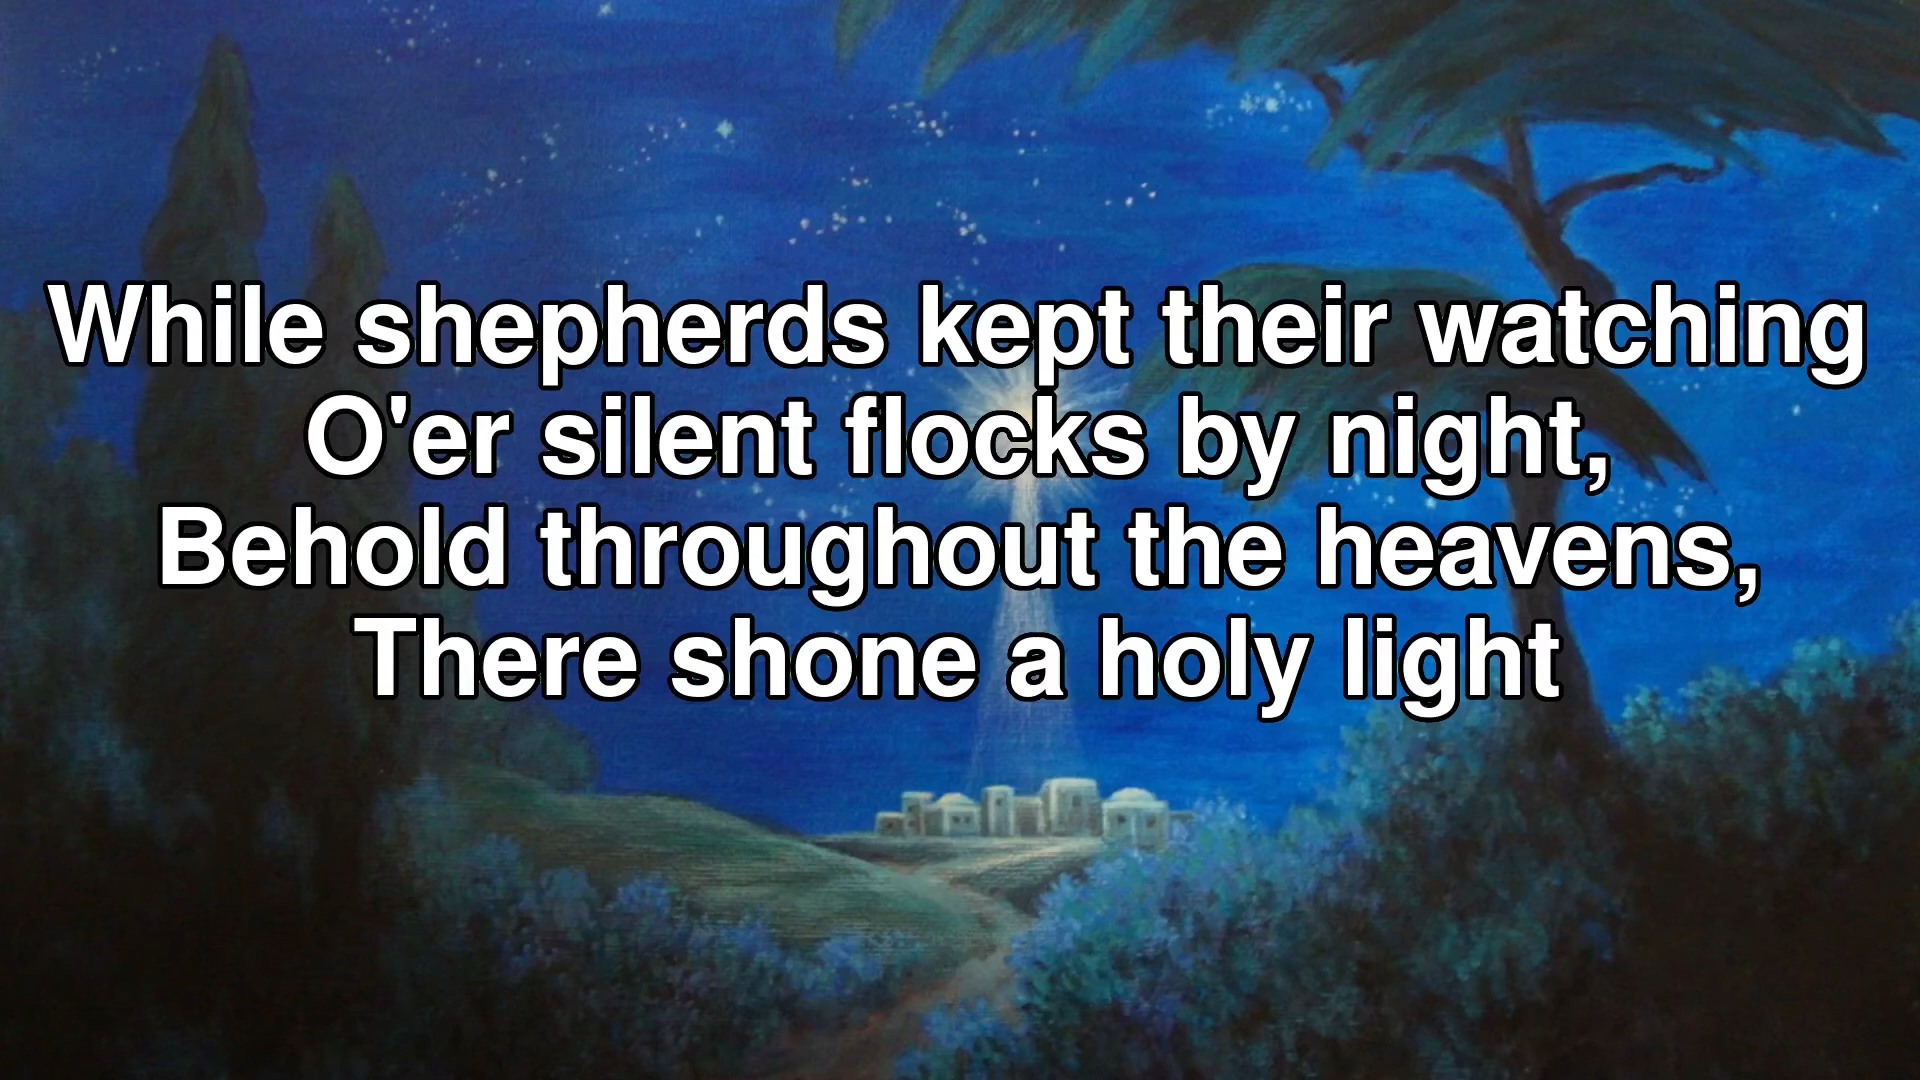 While shepherds kept their watching
O'er silent flocks by night,
Behold throughout the heavens,
There shone a holy light